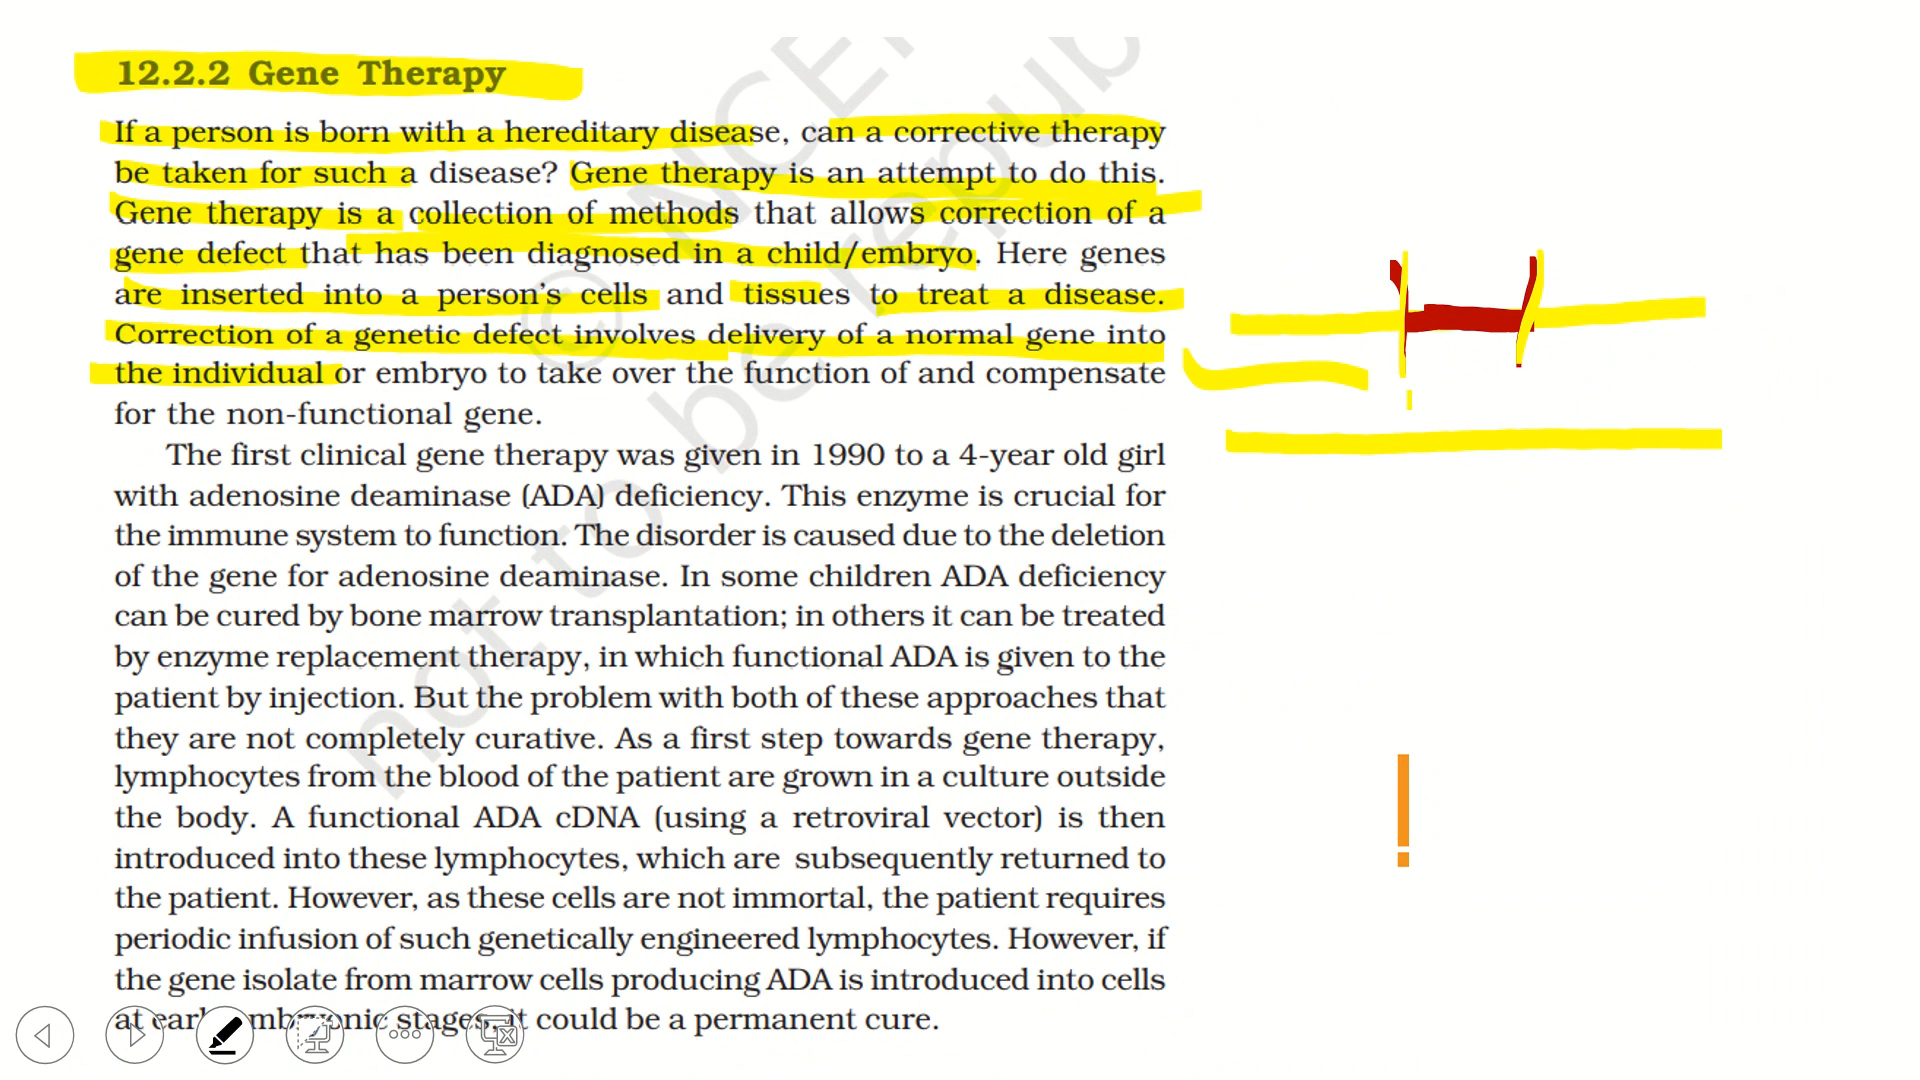 12.2.2 Gene Therapy
If a person is born with a hereditary disease, can a corrective therapy
be taken for such a disease? Gene therapy is an attempt to do this.
Gene therapy is a collection of methods that allows correction of a
gene defect that has been diagnosed in a child/embryo. Here genes
are inserted into a person's cells and tissues to treat a disease.
Correction of a genetic defect involves delivery of a normal gene into
the individual or embryo to take over the function of and compensate
for the non-functional gene.
The first clinical gene therapy was given in 1990 to a 4-year old girl
with adenosine deaminase (ADA) deficiency. This enzyme is crucial for
the immune system to function. The disorder is caused due to the deletion
of the gene for adenosine deaminase. In some children ADA deficiency
can be cured by bone marrow transplantation; in others it can be treated
by enzyme replacement therapy, in which functional ADA is given to the
patient by injection. But the problem with both of these approaches that
they are not completely curative. As a first step towards gene therapy,
lymphocytes from the blood of the patient are grown in a culture outside
the body. A functional ADA cDNA (using a retroviral vector) is then
introduced into these lymphocytes, which are subsequently returned to
the patient. However, as these cells are not immortal, the patient requires
periodic infusion of such genetically engineered lymphocytes. However, if
the gene isolate from marrow cells producing ADA is introduced into cells
at early embryonic stages, it could be a permanent cure.
© NCE
not to be repub